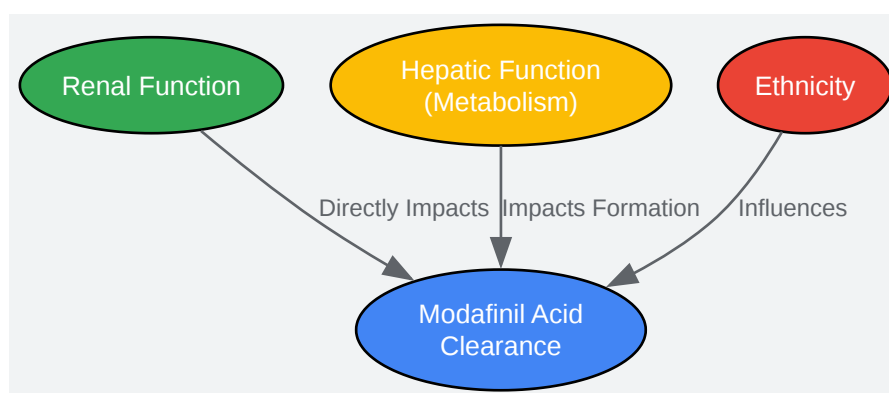 Renal Function
Hepatic Function
(Metabolism)
Ethnicity
Directly Impacts
Impacts Formation
Influences
Modafinil Acid
Clearance